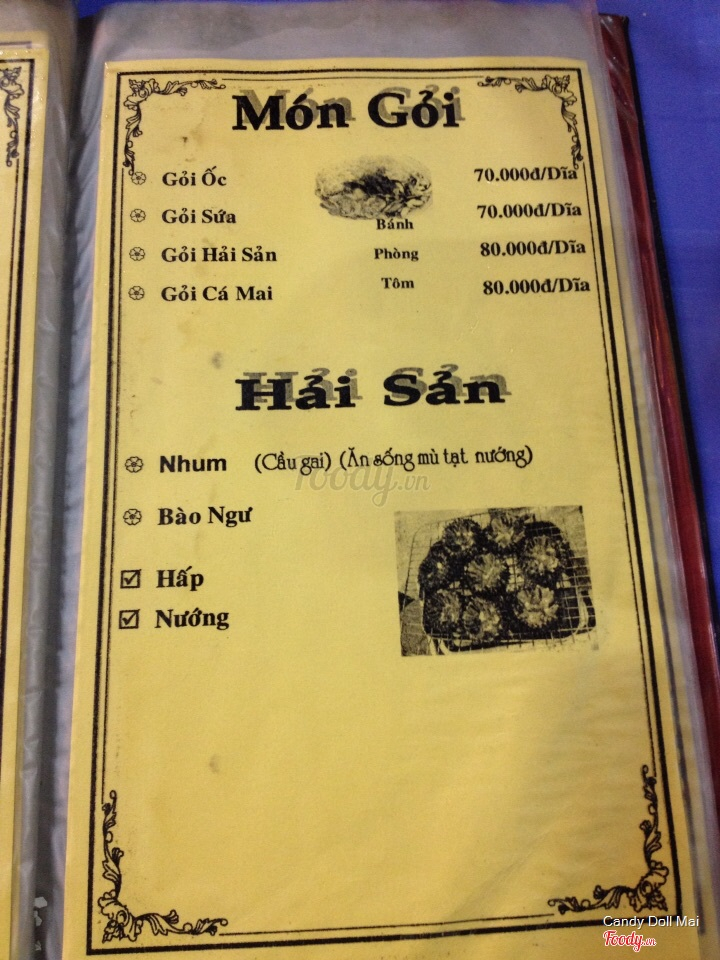 Món Gỏi
Gỏi Ốc 70.000đ/Dĩa
Gỏi Sứa Bánh 70.000đ/Dĩa
Gỏi Hải Sản Phòng 80.000đ/Dĩa
Gỏi Cá Mai Tôm 80.000đ/Dĩa
Hải Sản
Nhum (Cầu gai) (Ăn sống mù tạt nướng)
Foody.vn
Bào Ngư
Hấp
Nướng
Candy Doll Mai
Foody.vn